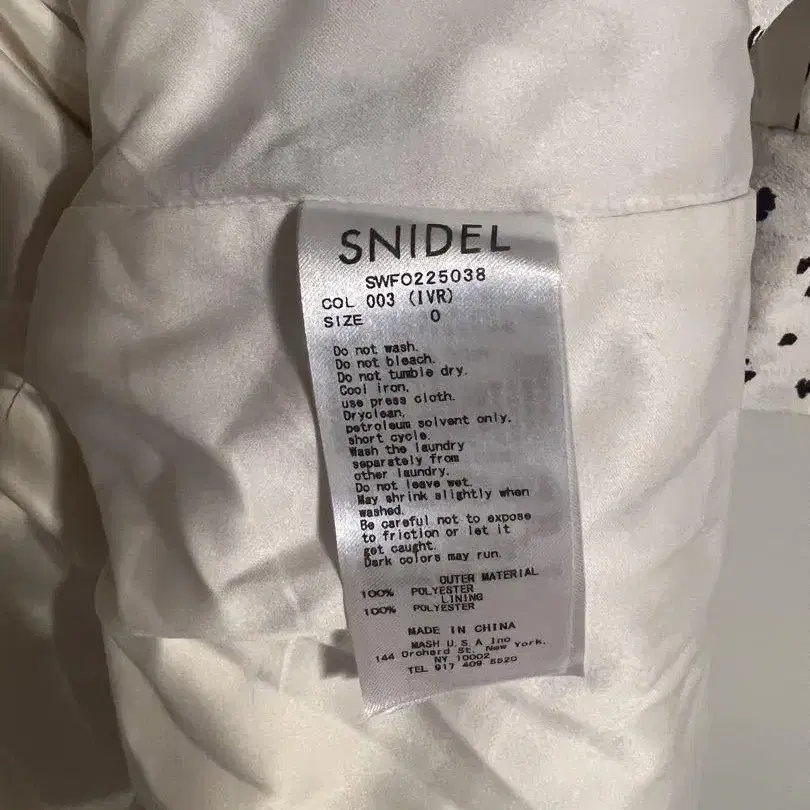 SNIDEL
SWFO225038
COL 003 (IVR)
SIZE 0
Do not wash.
Do not bleach.
Do not tumble dry.
Cool iron,
use press cloth.
Dryclean,
petroleum solvent only,
short cycle.
Wash the laundry
separately from
other laundry.
Do not leave wet.
May shrink slightly when
washed.
Be careful not to expose
to friction or let it
get caught.
Dark colors may run.
OUTER MATERIAL
100% POLYESTER
LINING
100% POLYESTER
MADE IN CHINA
MASH U.S.A Inc
144 Orchard St. New York,
NY 10002
TEL 917 409 5520